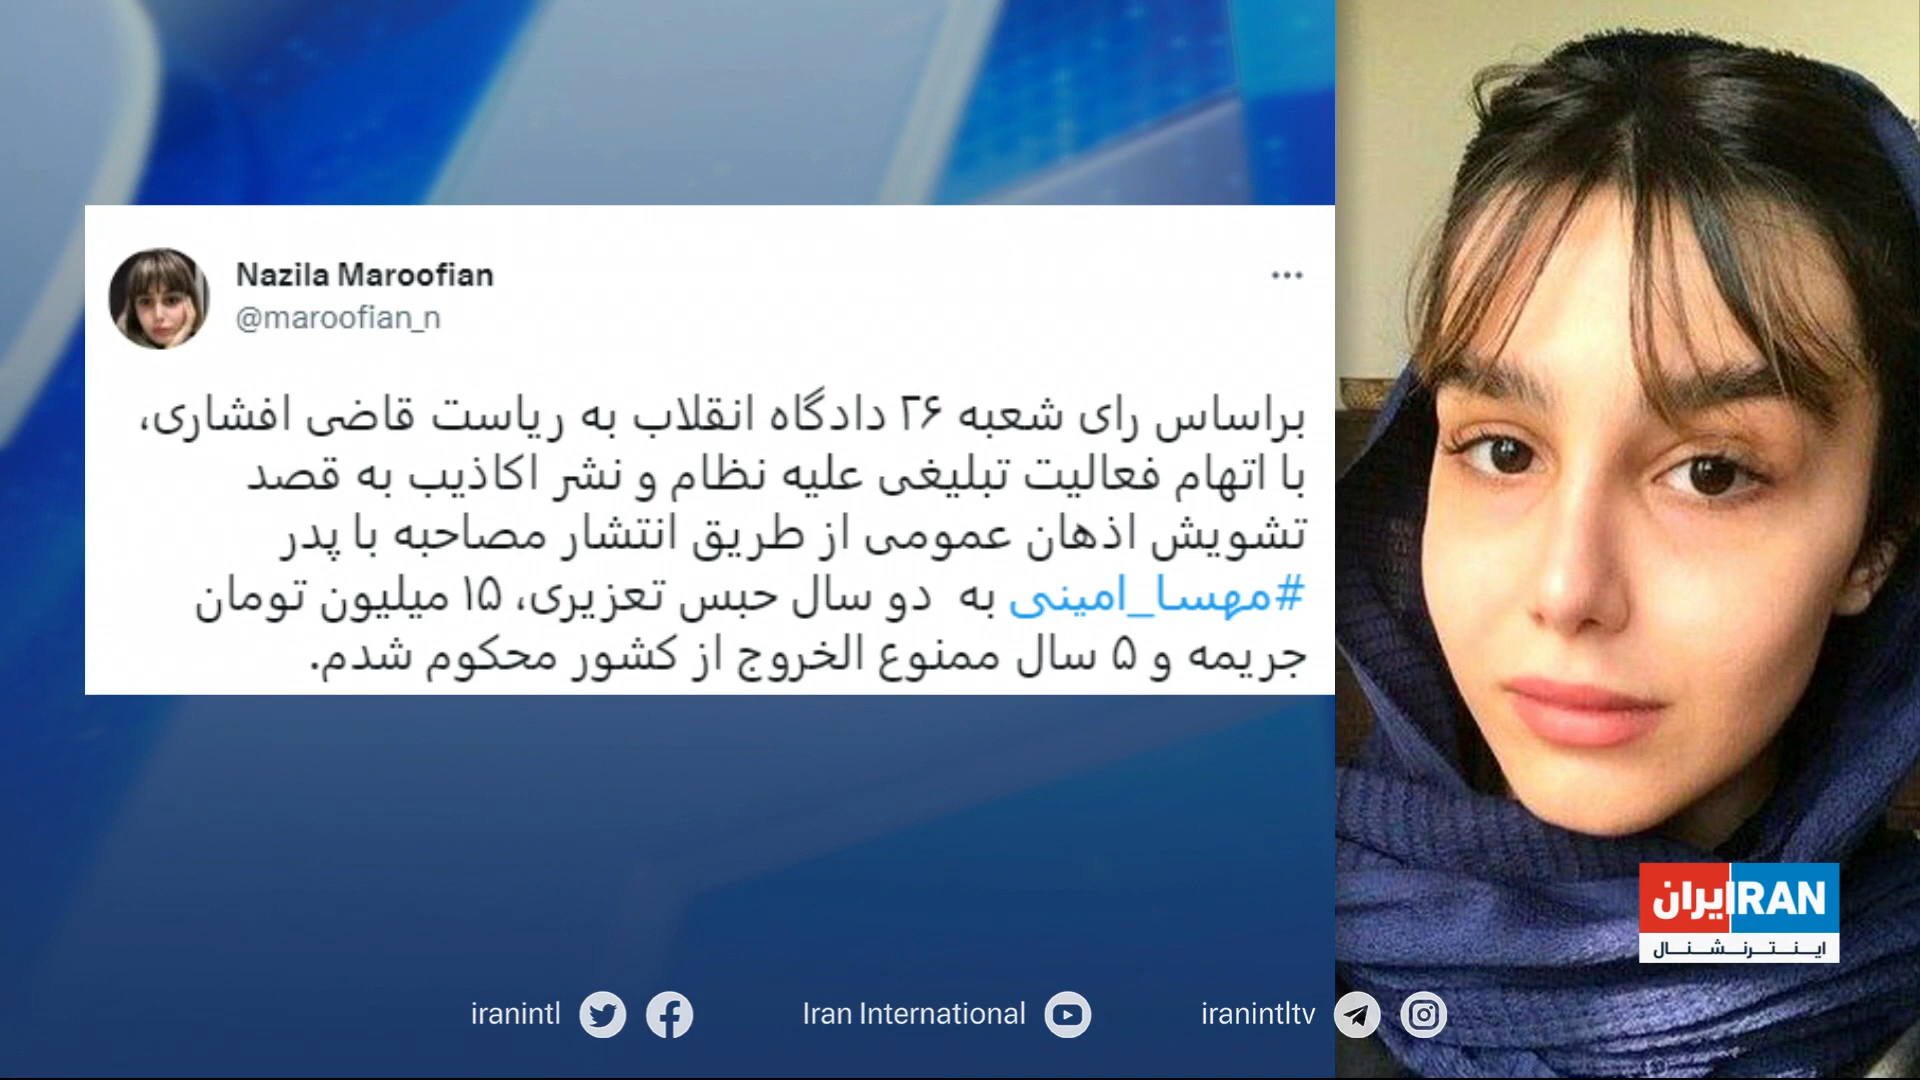 Nazila Maroofian
@maroofian_n
براساس رای شعبه ۲۶ دادگاه انقلاب به ریاست قاضی افشاری،
با اتهام فعالیت تبلیغی علیه نظام و نشر اکاذیب به قصد
تشویش اذهان عمومی از طریق انتشار مصاحبه با پدر
#مهسا_امینی به دو سال حبس تعزیری، ۱۵ میلیون تومان
جریمه و ۵ سال ممنوع الخروج از کشور محکوم شدم.
ایران IRAN
اینترنشنال
iranintl
Iran International
iranintltv